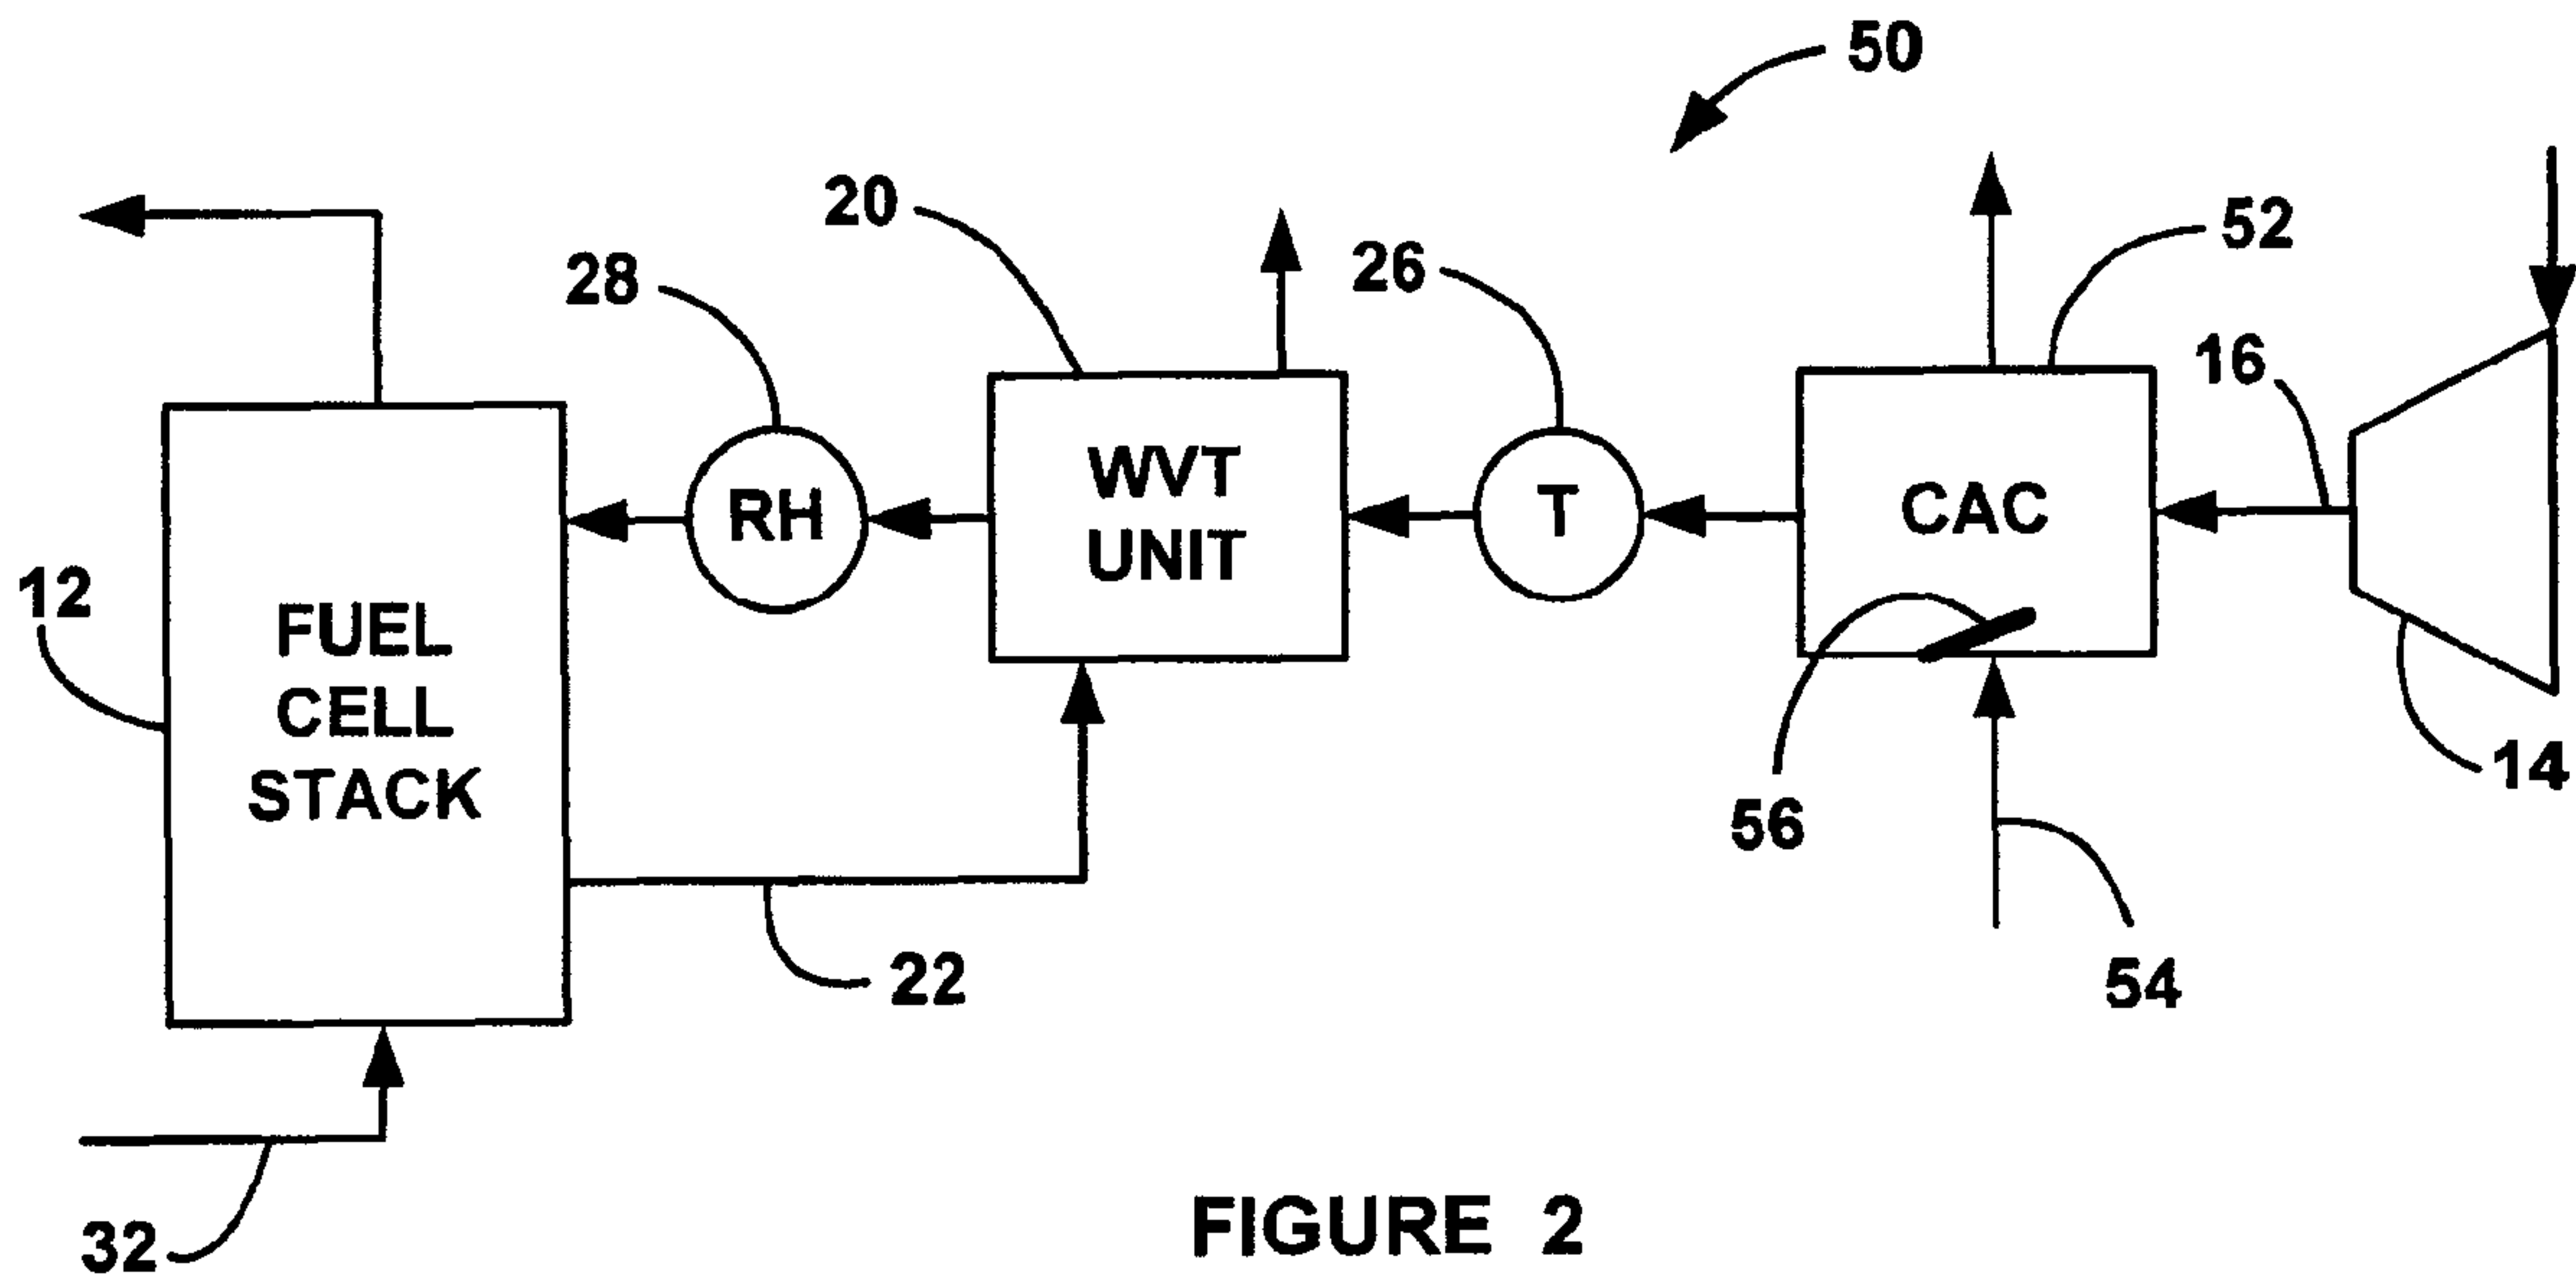 50
20
52
28
26
16
WVT
UNIT
RH
T
CAC
12
FUEL
CELL
STACK
14
56
22
54
32
FIGURE 2